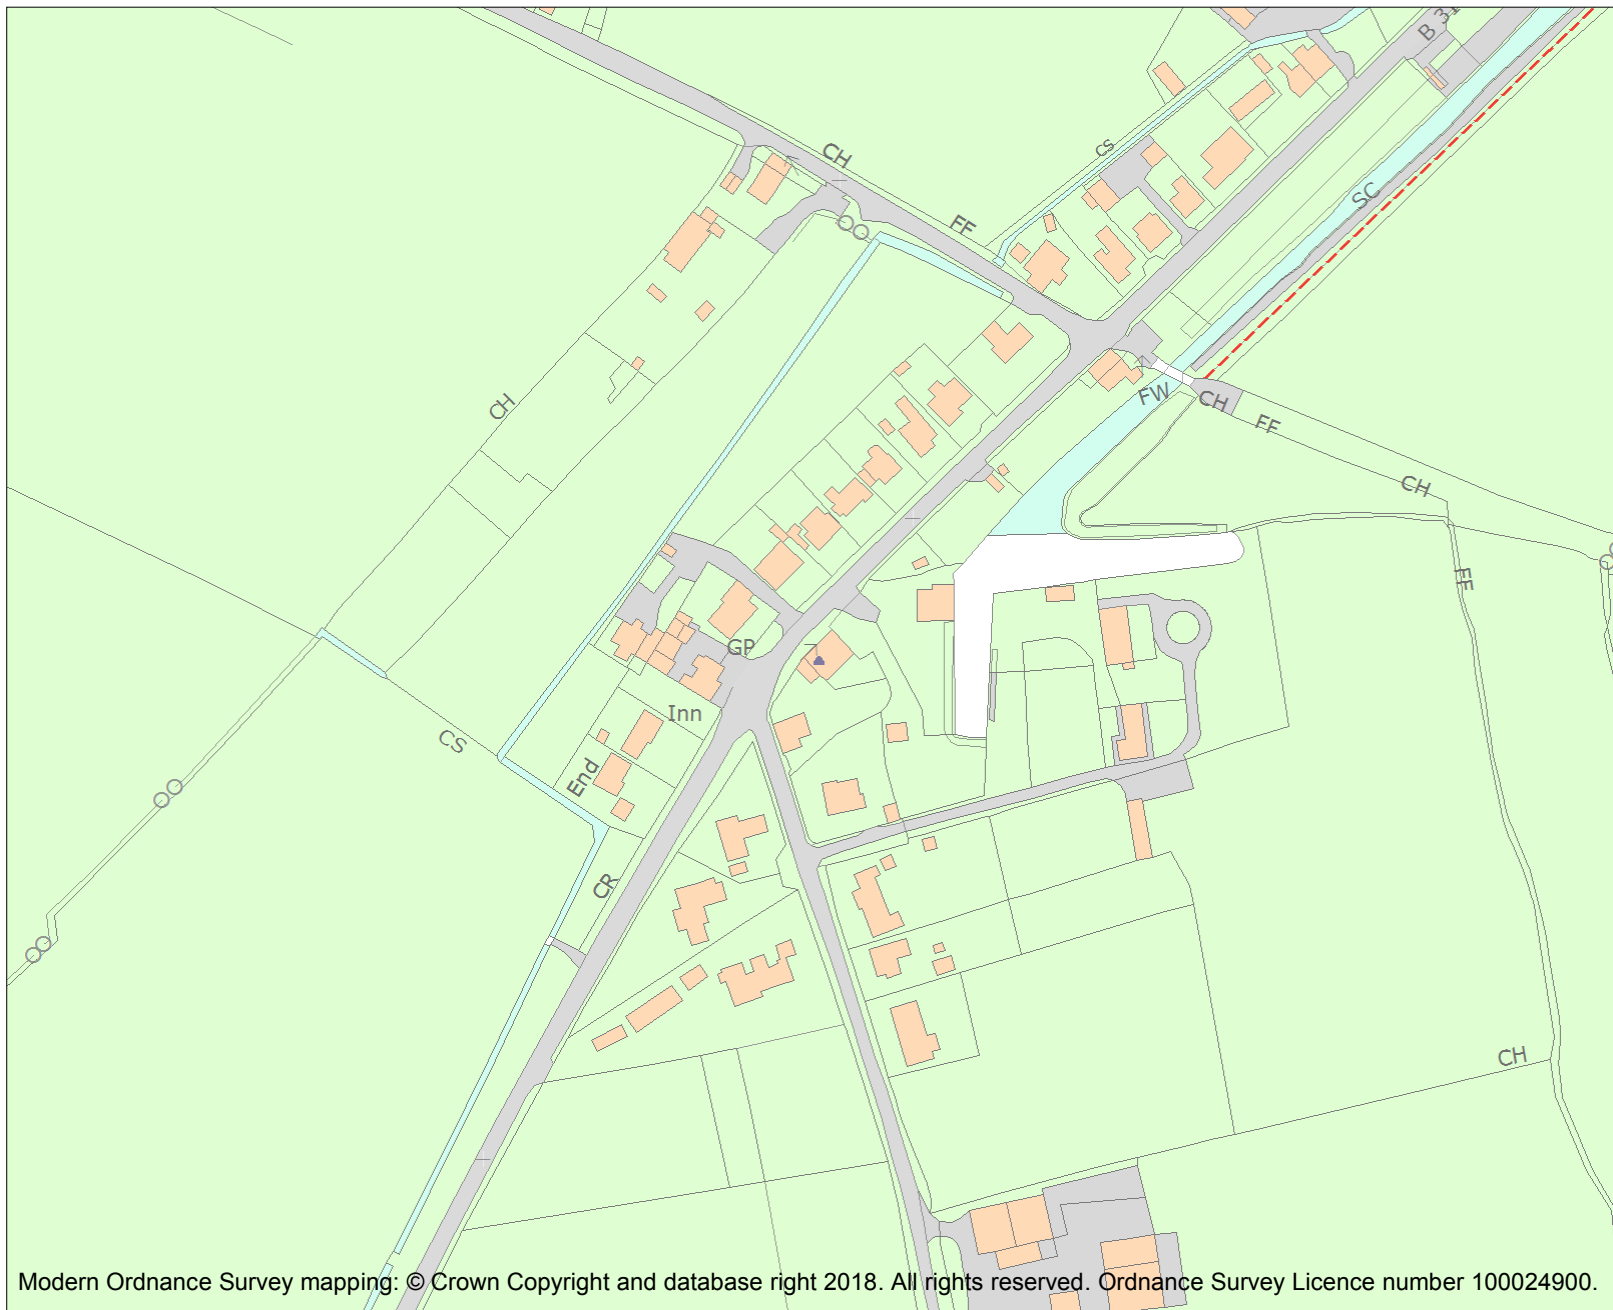 B 31
CH
CS
SC
FF
FW
CH
FF
CH
CH
FF
GP
Inn
CS
End
CR
CH
Modern Ordnance Survey mapping: © Crown Copyright and database right 2018. All rights reserved. Ordnance Survey Licence number 100024900.